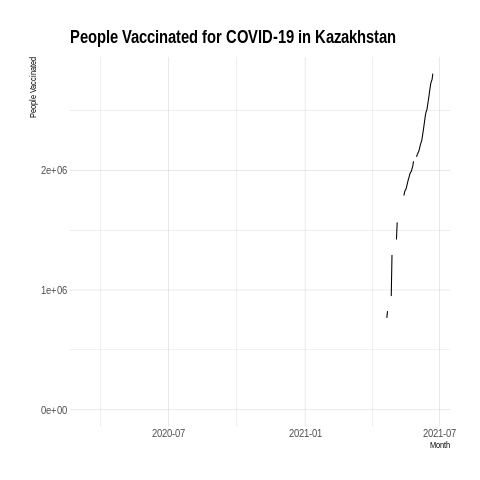 People Vaccinated for COVID-19 in Kazakhstan
People Vaccinated
2e+06
1e+06
0e+00
2020-07
2021-01
2021-07
Month